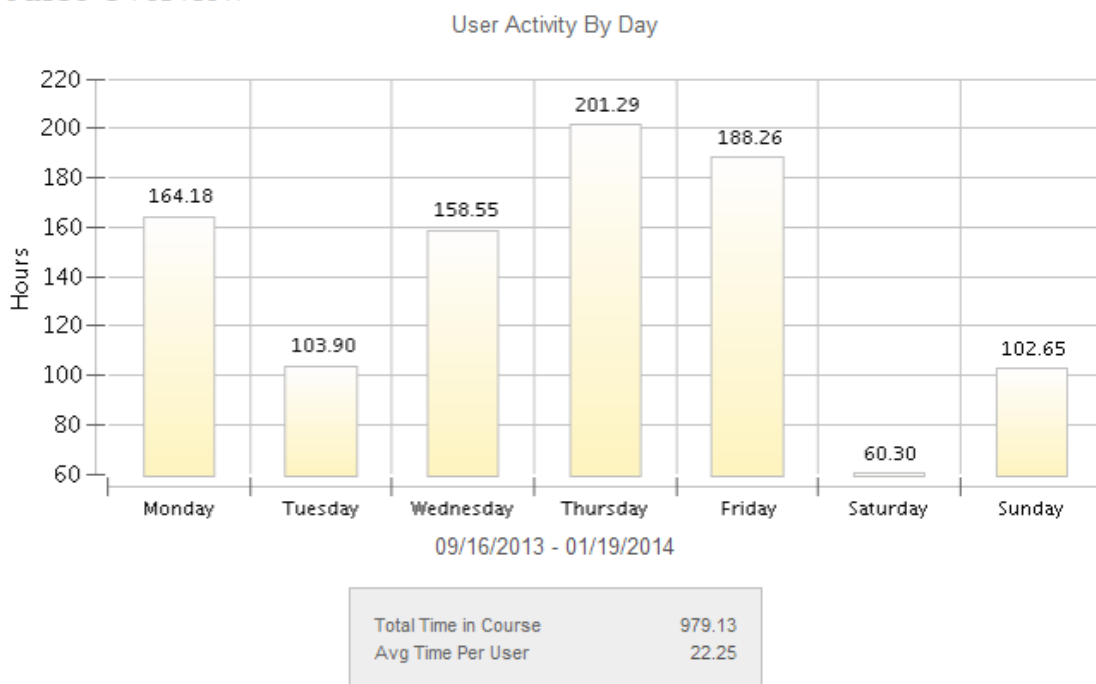 User Activity By Day
220
200
180
160
140
120
100
80
60
Hours
164.18
103.90
158.55
201.29
188.26
60.30
102.65
Monday Tuesday Wednesday Thursday Friday Saturday Sunday
09/16/2013 - 01/19/2014
Total Time in Course 979.13
Avg Time Per User 22.25